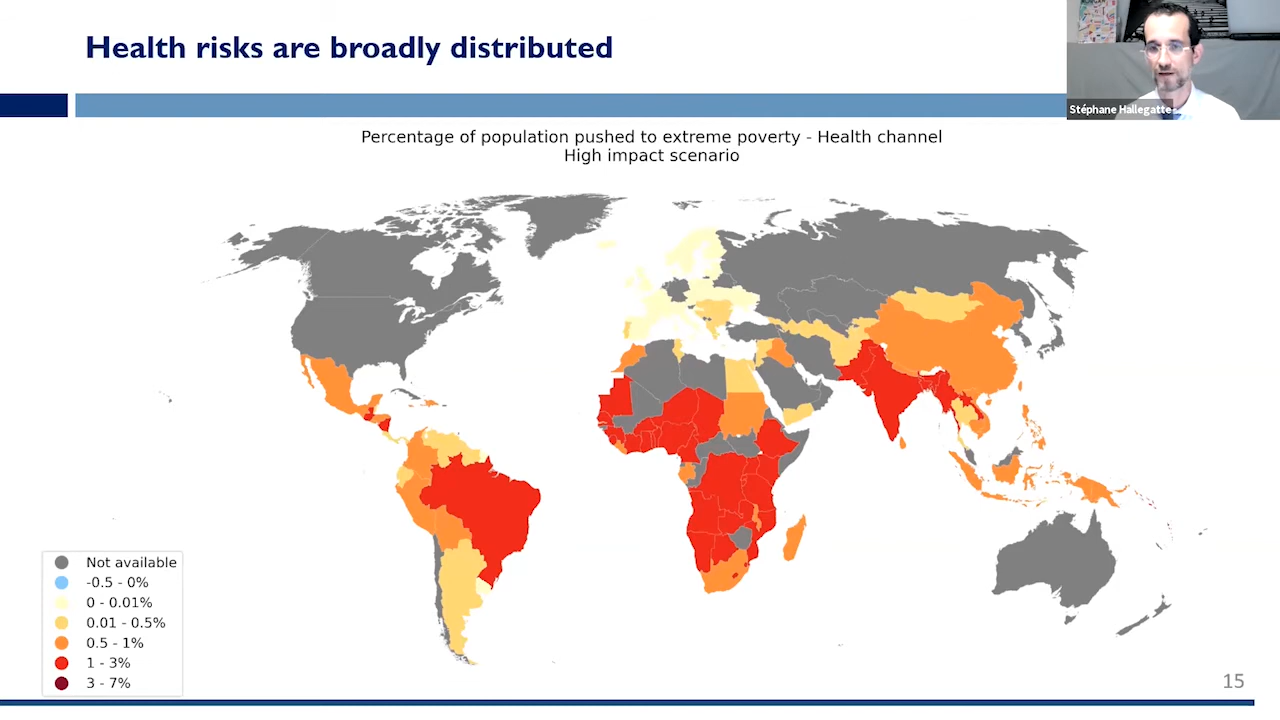 Health risks are broadly distributed
Stéphane Hallegatte
Percentage of population pushed to extreme poverty - Health channel
High impact scenario
Not available
-0.5 - 0%
0 - 0.01%
0.01 - 0.5%
0.5 - 1%
1 - 3%
3 - 7%
15